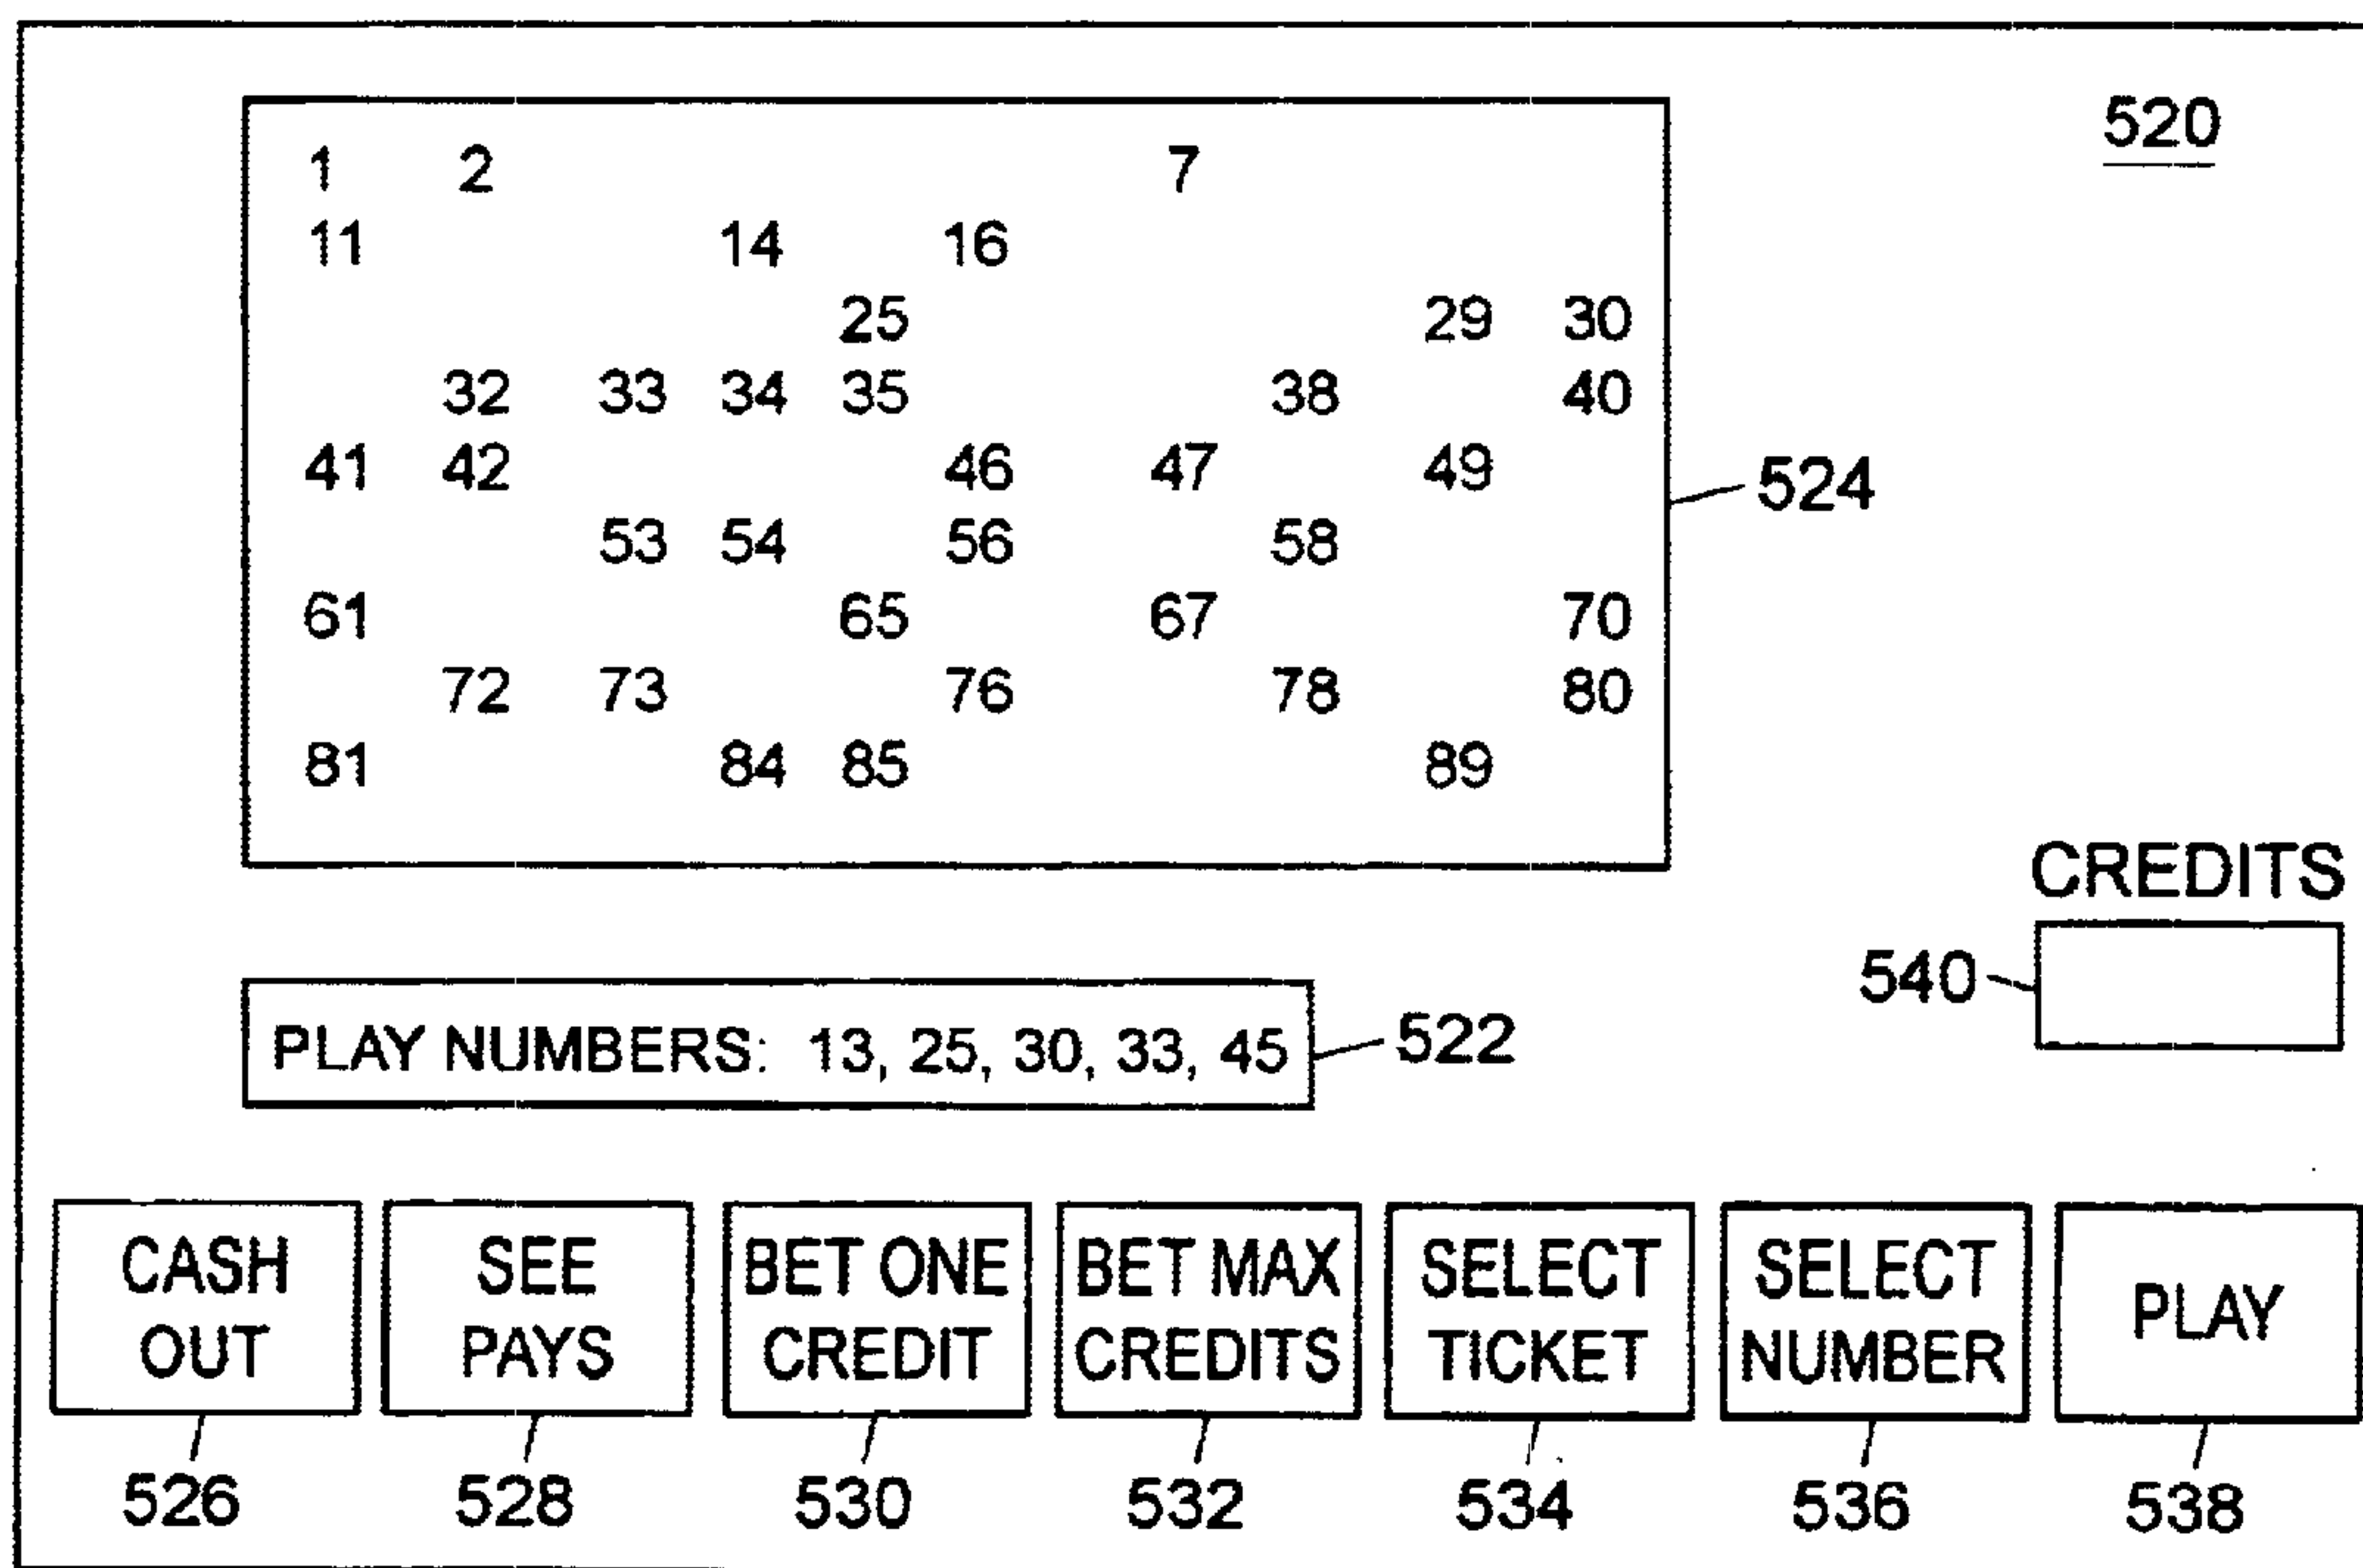 520
1 2 7
11 14 16
25 29 30
32 33 34 35 38 40
41 42 46 47 49
524
53 54 56 58
61 65 67 70
72 73 76 78 80
81 84 85 89
CREDITS
540
PLAY NUMBERS: 13, 25, 30, 33, 45
522
CASH
OUT
SEE
PAYS
BET ONE
CREDIT
BET MAX
CREDITS
SELECT
TICKET
SELECT
NUMBER
PLAY
526 528 530 532 534 536 538